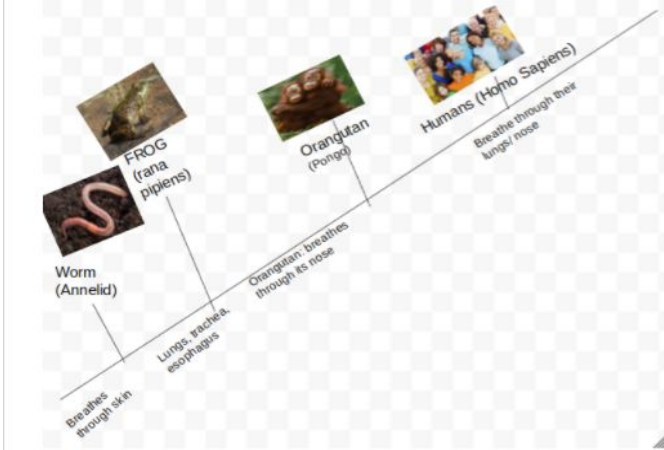 Humans (Homo Sapiens)
Breathe through their
lungs/ nose
Orangutan
(Pongo)
Orangutan: breathes
through its nose
FROG
(rana
pipiens)
Lungs, trachea,
esophagus
Worm
(Annelid)
Breathes
through skin